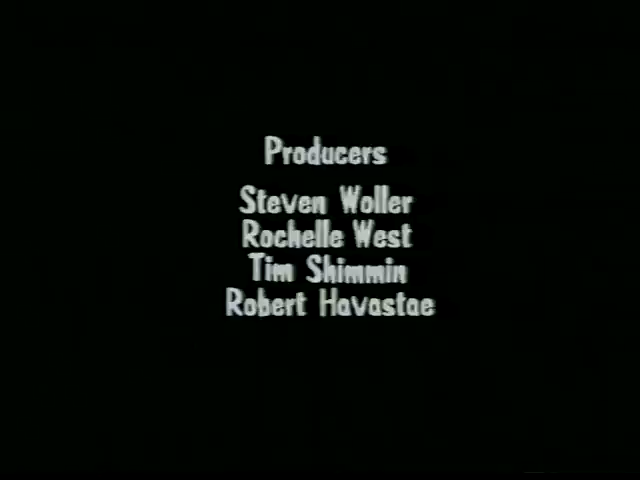 Producers
Steven Woller
Rochelle West
Tim Shimmin
Robert Havastae